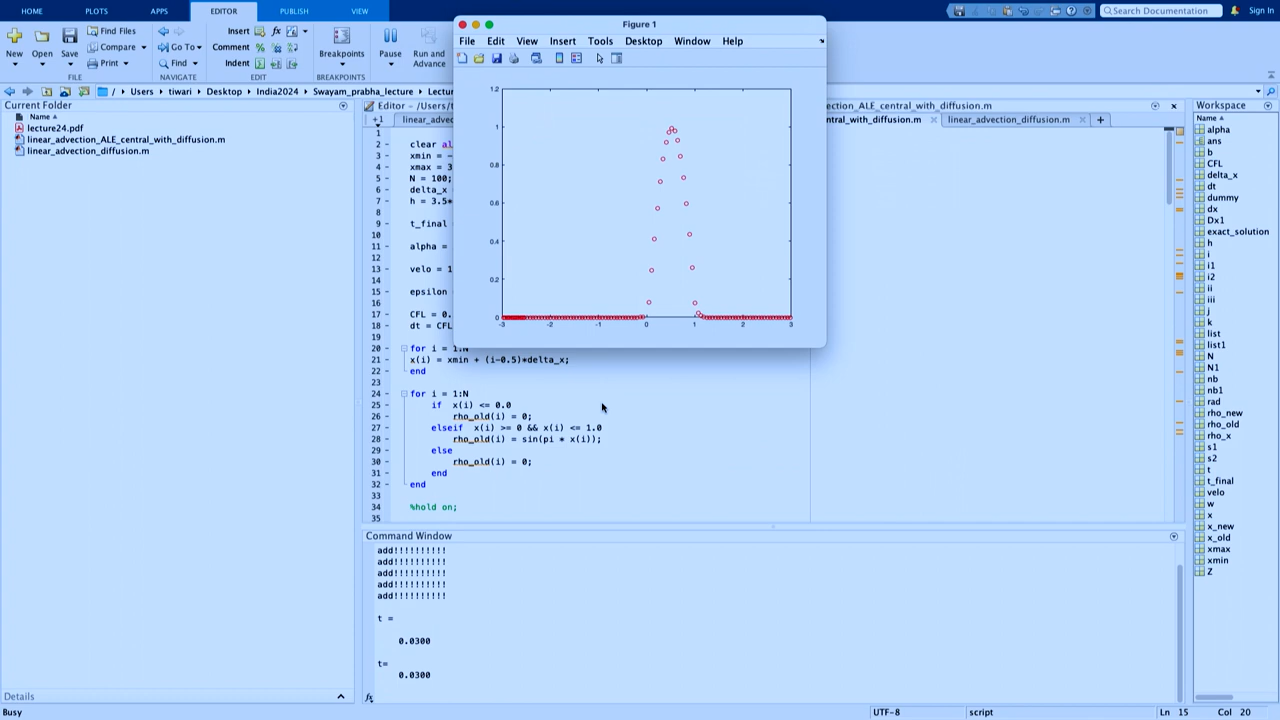 HOME PLOTS APPS EDITOR PUBLISH VIEW
Search Documentation Sign In
New Open Save Find Files Compare Print Go To Find Insert fx Comment % Indent Breakpoints Pause Run and Advance
FILE NAVIGATE EDIT BREAKPOINTS
/ Users tiwari Desktop India2024 Swayam_prabha_lecture
Figure 1
File Edit View Insert Tools Desktop Window Help
1.2
1
0.8
0.6
0.4
0.2
0
-3 -2 -1 0 1 2 3
Current Folder
Name
lecture24.pdf
linear_advection_ALE_central_with_diffusion.m
linear_advection_diffusion.m
Details
Busy
Editor - /Users/
_advection_ALE_central_with_diffusion.m
+1 linear_advec
ntral_with_diffusion.m linear_advection_diffusion.m +
1
2 - clear al
3 - xmin = -
4 - xmax = 3
5 - N = 100;
6 - delta_x
7 - h = 3.5*
8
9 - t_final
10
11 - alpha =
12
13 - velo = 1
14
15 - epsilon
16
17 - CFL = 0.
18 - dt = CFL
19
20 - for i = 1:N
21 - x(i) = xmin + (i-0.5)*delta_x;
22 - end
23
24 - for i = 1:N
25 - if x(i) <= 0.0
26 - rho_old(i) = 0;
27 - elseif x(i) >= 0 && x(i) <= 1.0
28 - rho_old(i) = sin(pi * x(i));
29 - else
30 - rho_old(i) = 0;
31 - end
32 - end
33
34 %hold on;
35
Command Window
add!!!!!!!!!!
add!!!!!!!!!!
add!!!!!!!!!!
add!!!!!!!!!!
add!!!!!!!!!!
t =
0.0300
t=
0.0300
fx
Workspace
Name
alpha
ans
b
CFL
delta_x
dt
dummy
dx
Dx1
exact_solution
h
i
i1
i2
ii
iii
j
k
list
list1
N
N1
nb
nb1
rad
rho_new
rho_old
rho_x
s1
s2
t
t_final
velo
w
x
x_new
x_old
xmax
xmin
Z
UTF-8 script Ln 15 Col 20